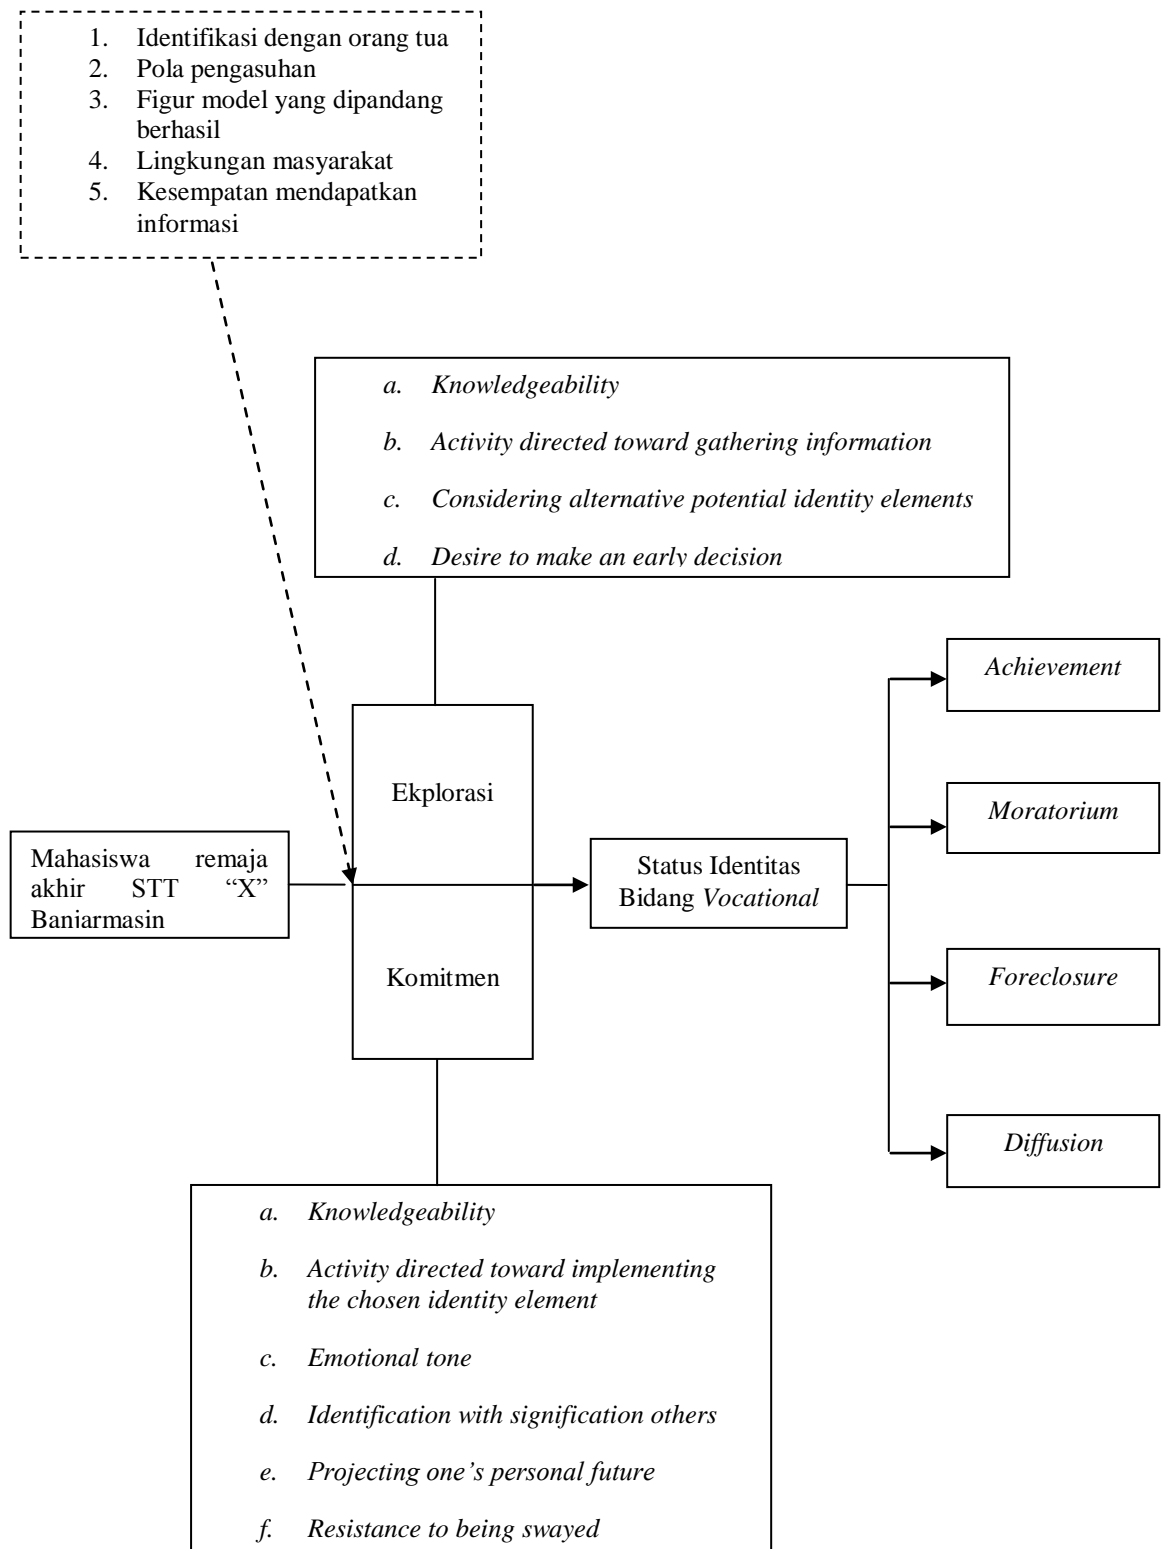 1. Identifikasi dengan orang tua
2. Pola pengasuhan
3. Figur model yang dipandang
berhasil
4. Lingkungan masyarakat
5. Kesempatan mendapatkan
informasi
a. Knowledgeability
b. Activity directed toward gathering information
c. Considering alternative potential identity elements
d. Desire to make an early decision
Ekplorasi
Komitmen
Mahasiswa remaja
akhir STT “X”
Banjarmasin
Status Identitas
Bidang Vocational
Achievement
Moratorium
Foreclosure
Diffusion
a. Knowledgeability
b. Activity directed toward implementing
the chosen identity element
c. Emotional tone
d. Identification with signification others
e. Projecting one’s personal future
f. Resistance to being swayed